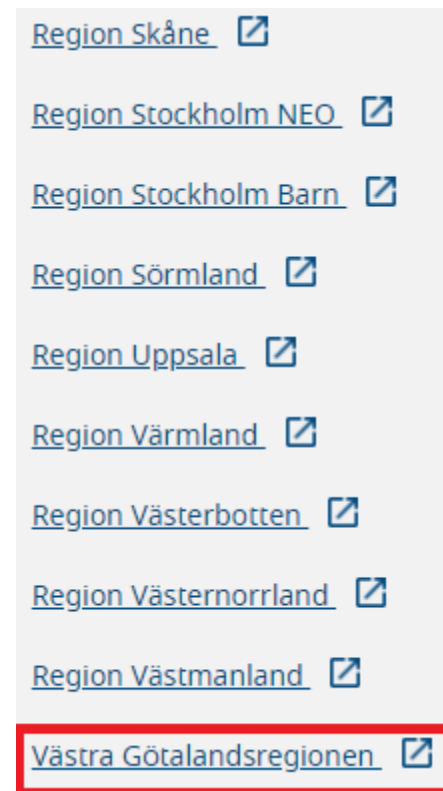 Region Skåne
Region Stockholm NEO
Region Stockholm Barn
Region Sörmland
Region Uppsala
Region Värmland
Region Västerbotten
Region Västernorrland
Region Västmanland
Västra Götalandsregionen